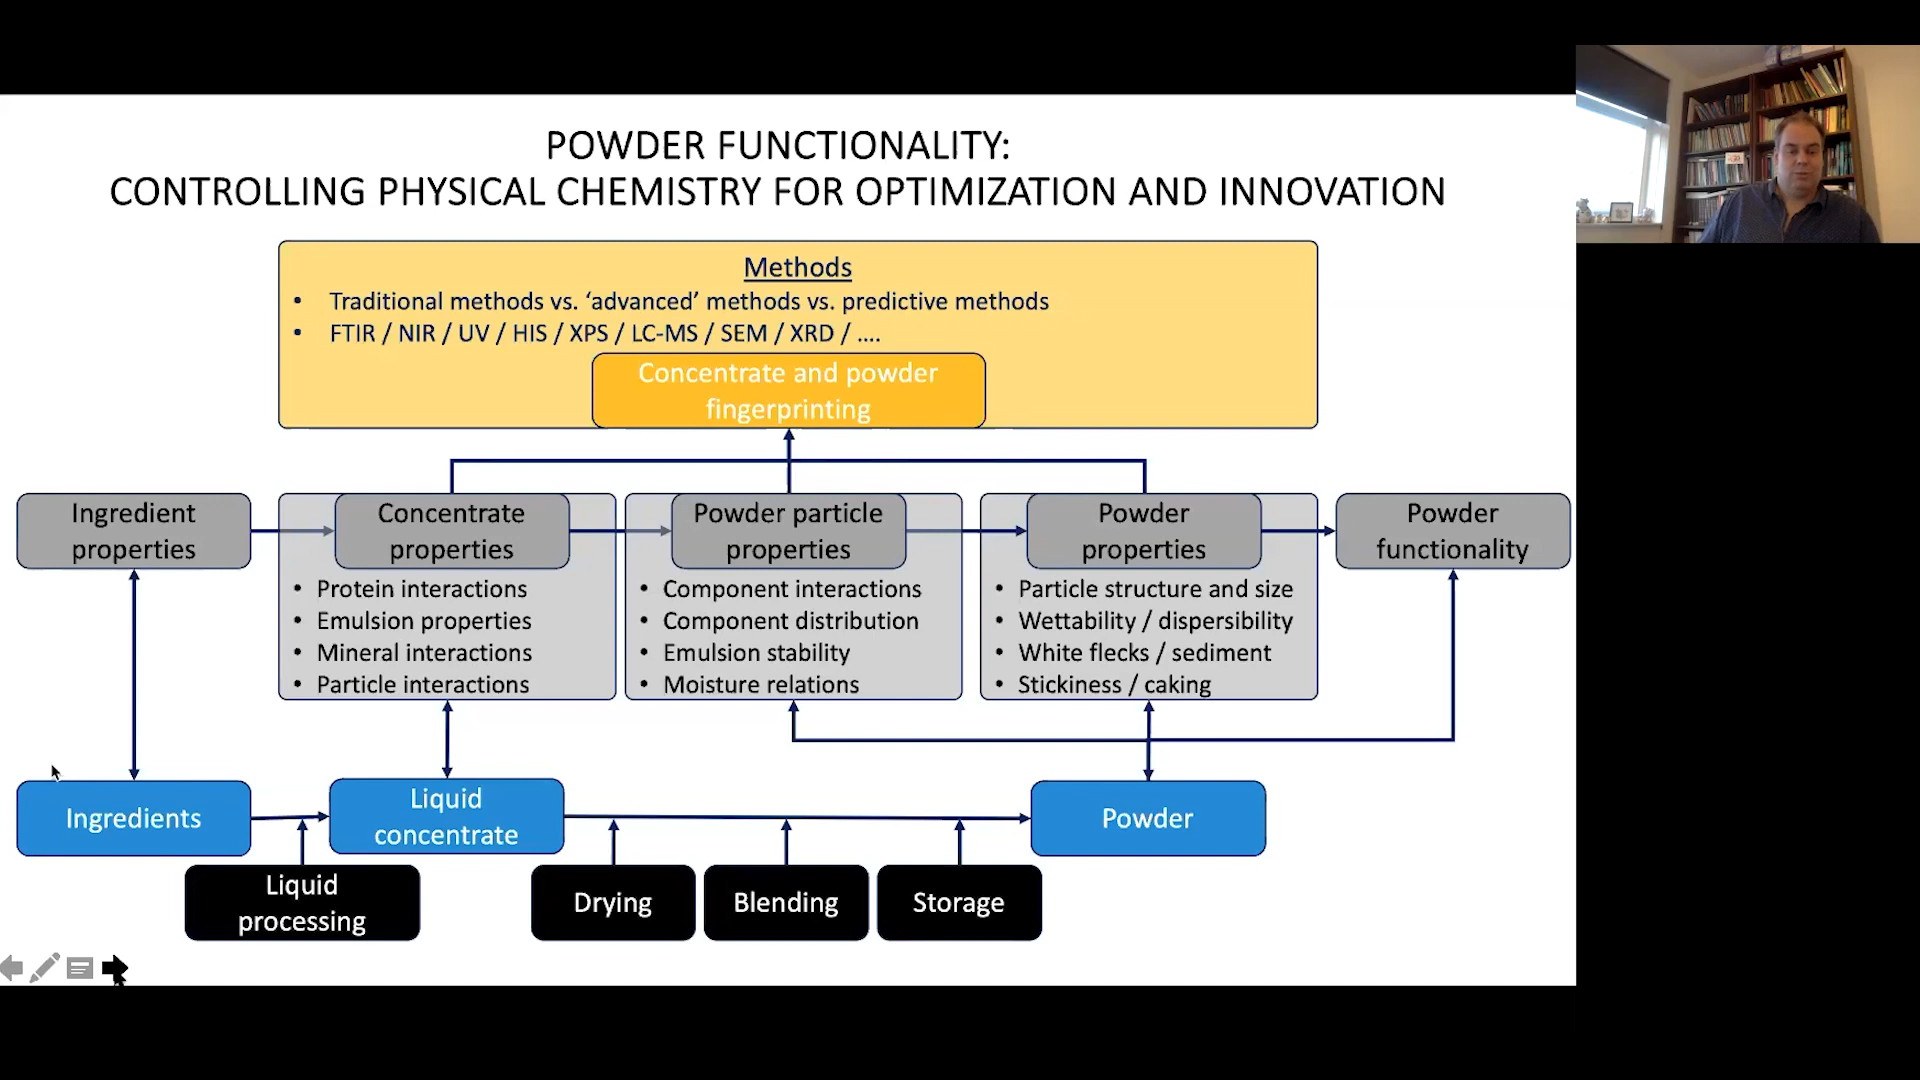 POWDER FUNCTIONALITY:
CONTROLLING PHYSICAL CHEMISTRY FOR OPTIMIZATION AND INNOVATION
Methods
• Traditional methods vs. ‘advanced’ methods vs. predictive methods
• FTIR / NIR / UV / HIS / XPS / LC-MS / SEM / XRD / ....
Concentrate and powder
fingerprinting
Ingredient
properties
Concentrate
properties
• Protein interactions
• Emulsion properties
• Mineral interactions
• Particle interactions
Powder particle
properties
• Component interactions
• Component distribution
• Emulsion stability
• Moisture relations
Powder
properties
• Particle structure and size
• Wettability / dispersibility
• White flecks / sediment
• Stickiness / caking
Powder
functionality
Ingredients
Liquid
concentrate
Powder
Liquid
processing
Drying
Blending
Storage